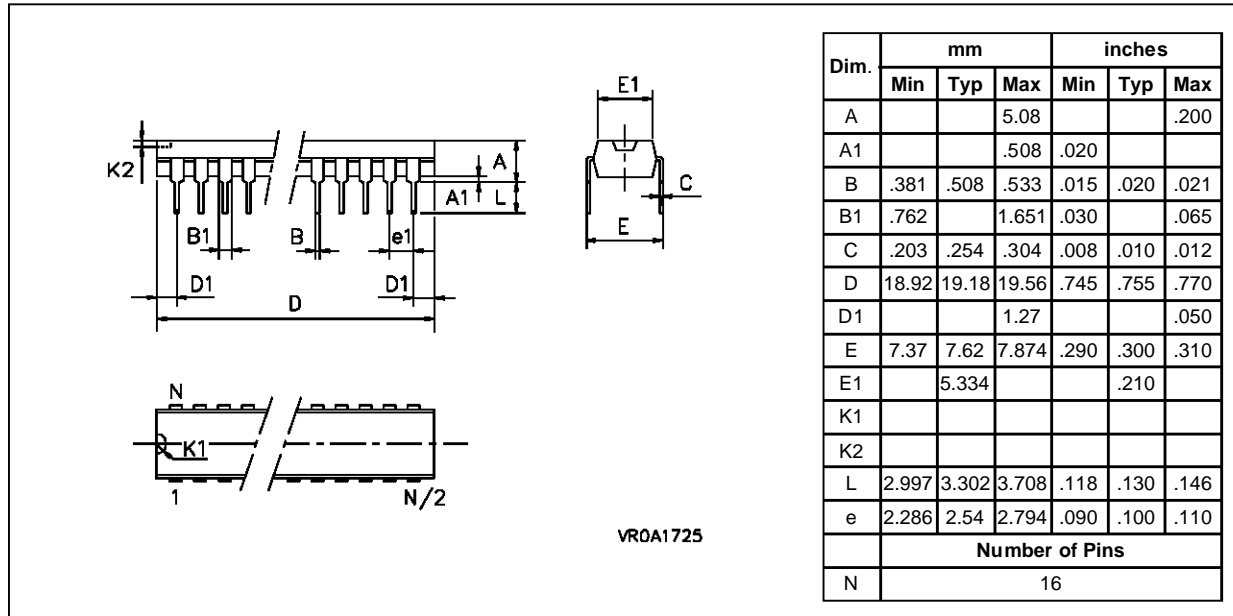 K2
A
A1
L
B1
B
e1
D1
D1
D
E1
C
E
N
K1
1
N/2
VR0A1725
Dim. mm inches
Min Typ Max Min Typ Max
A 5.08 .200
A1 .508 .020
B .381 .508 .533 .015 .020 .021
B1 .762 1.651 .030 .065
C .203 .254 .304 .008 .010 .012
D 18.92 19.18 19.56 .745 .755 .770
D1 1.27 .050
E 7.37 7.62 7.874 .290 .300 .310
E1 5.334 .210
K1
K2
L 2.997 3.302 3.708 .118 .130 .146
e 2.286 2.54 2.794 .090 .100 .110
Number of Pins
N 16